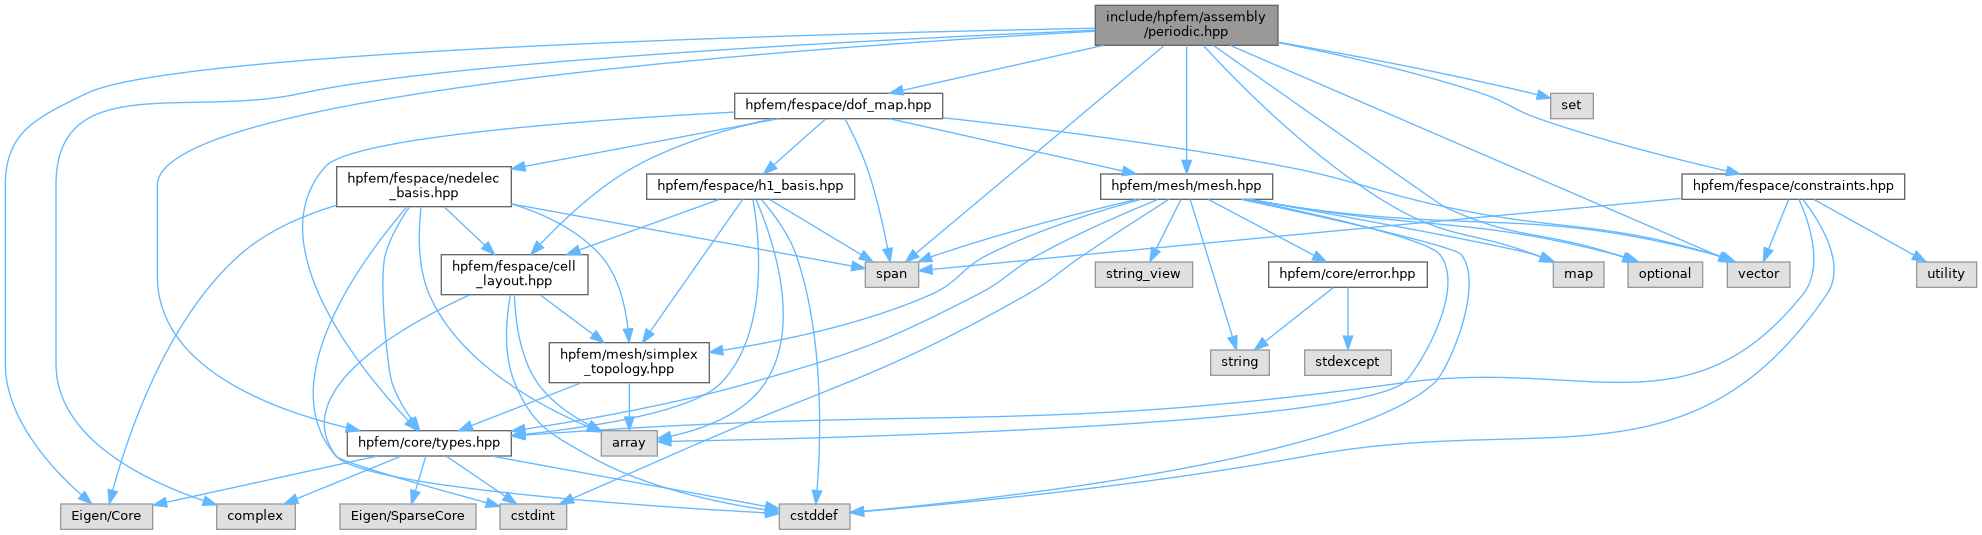 include/hpfem/assembly
/periodic.hpp
hpfem/fespace/dof_map.hpp
set
hpfem/fespace/nedelec
_basis.hpp
hpfem/fespace/h1_basis.hpp
hpfem/mesh/mesh.hpp
hpfem/fespace/constraints.hpp
hpfem/fespace/cell
_layout.hpp
span
string_view
hpfem/core/error.hpp
map
optional
vector
utility
hpfem/mesh/simplex
_topology.hpp
string
stdexcept
hpfem/core/types.hpp
array
Eigen/Core
complex
Eigen/SparseCore
cstdint
cstddef